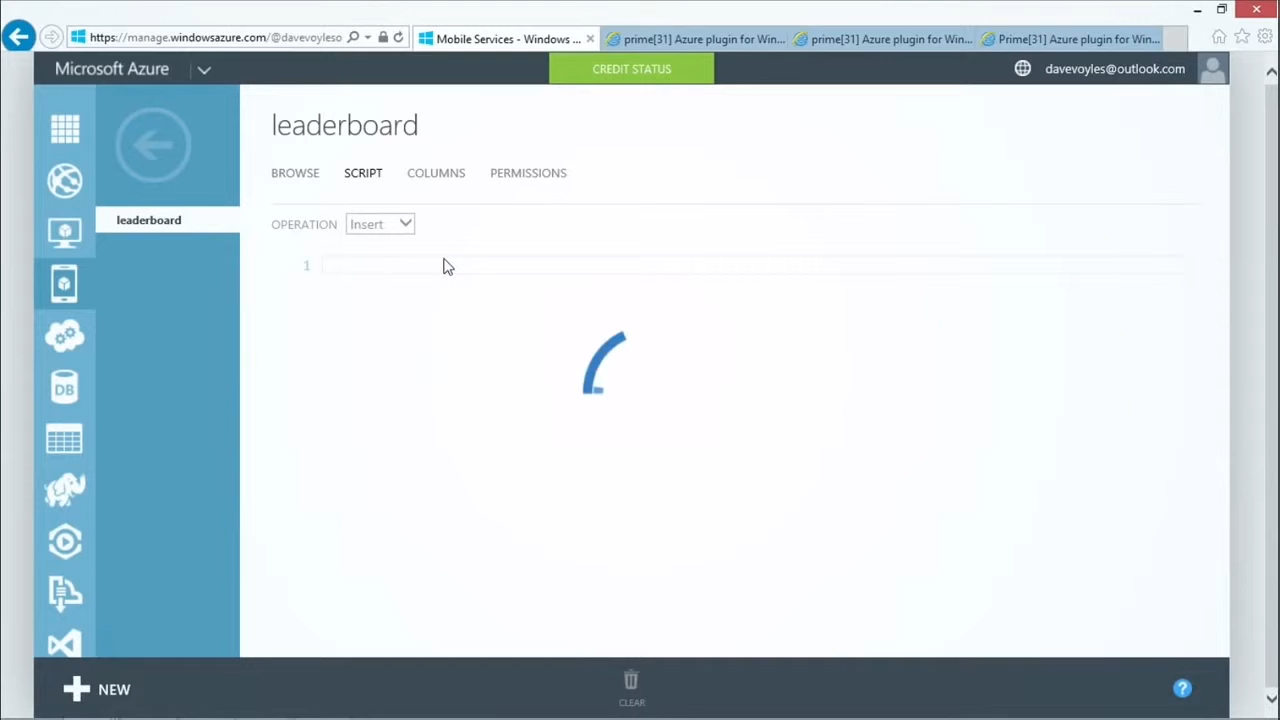 https://manage.windowsazure.com/@davevoyleso
Mobile Services - Windows ...
prime[31] Azure plugin for Win...
prime[31] Azure plugin for Win...
Prime[31] Azure plugin for Win...
Microsoft Azure
CREDIT STATUS
davevoyles@outlook.com
leaderboard
BROWSE SCRIPT COLUMNS PERMISSIONS
leaderboard
OPERATION Insert
1
DB
NEW
CLEAR
?